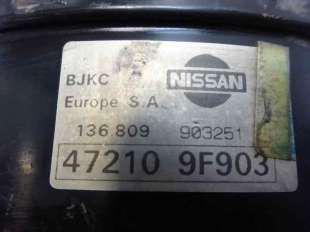 BJKC NISSAN
Europe S.A.
136.809 903251
47210 9F903